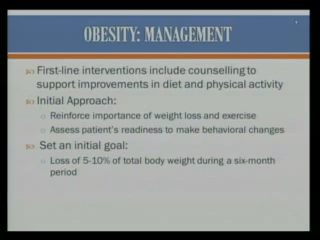 OBESITY: MANAGEMENT
First-line interventions include counselling to
support improvements in diet and physical activity
Initial Approach:
Reinforce importance of weight loss and exercise
Assess patient's readiness to make behavioral changes
Set an initial goal:
Loss of 5-10% of total body weight during a six-month
period